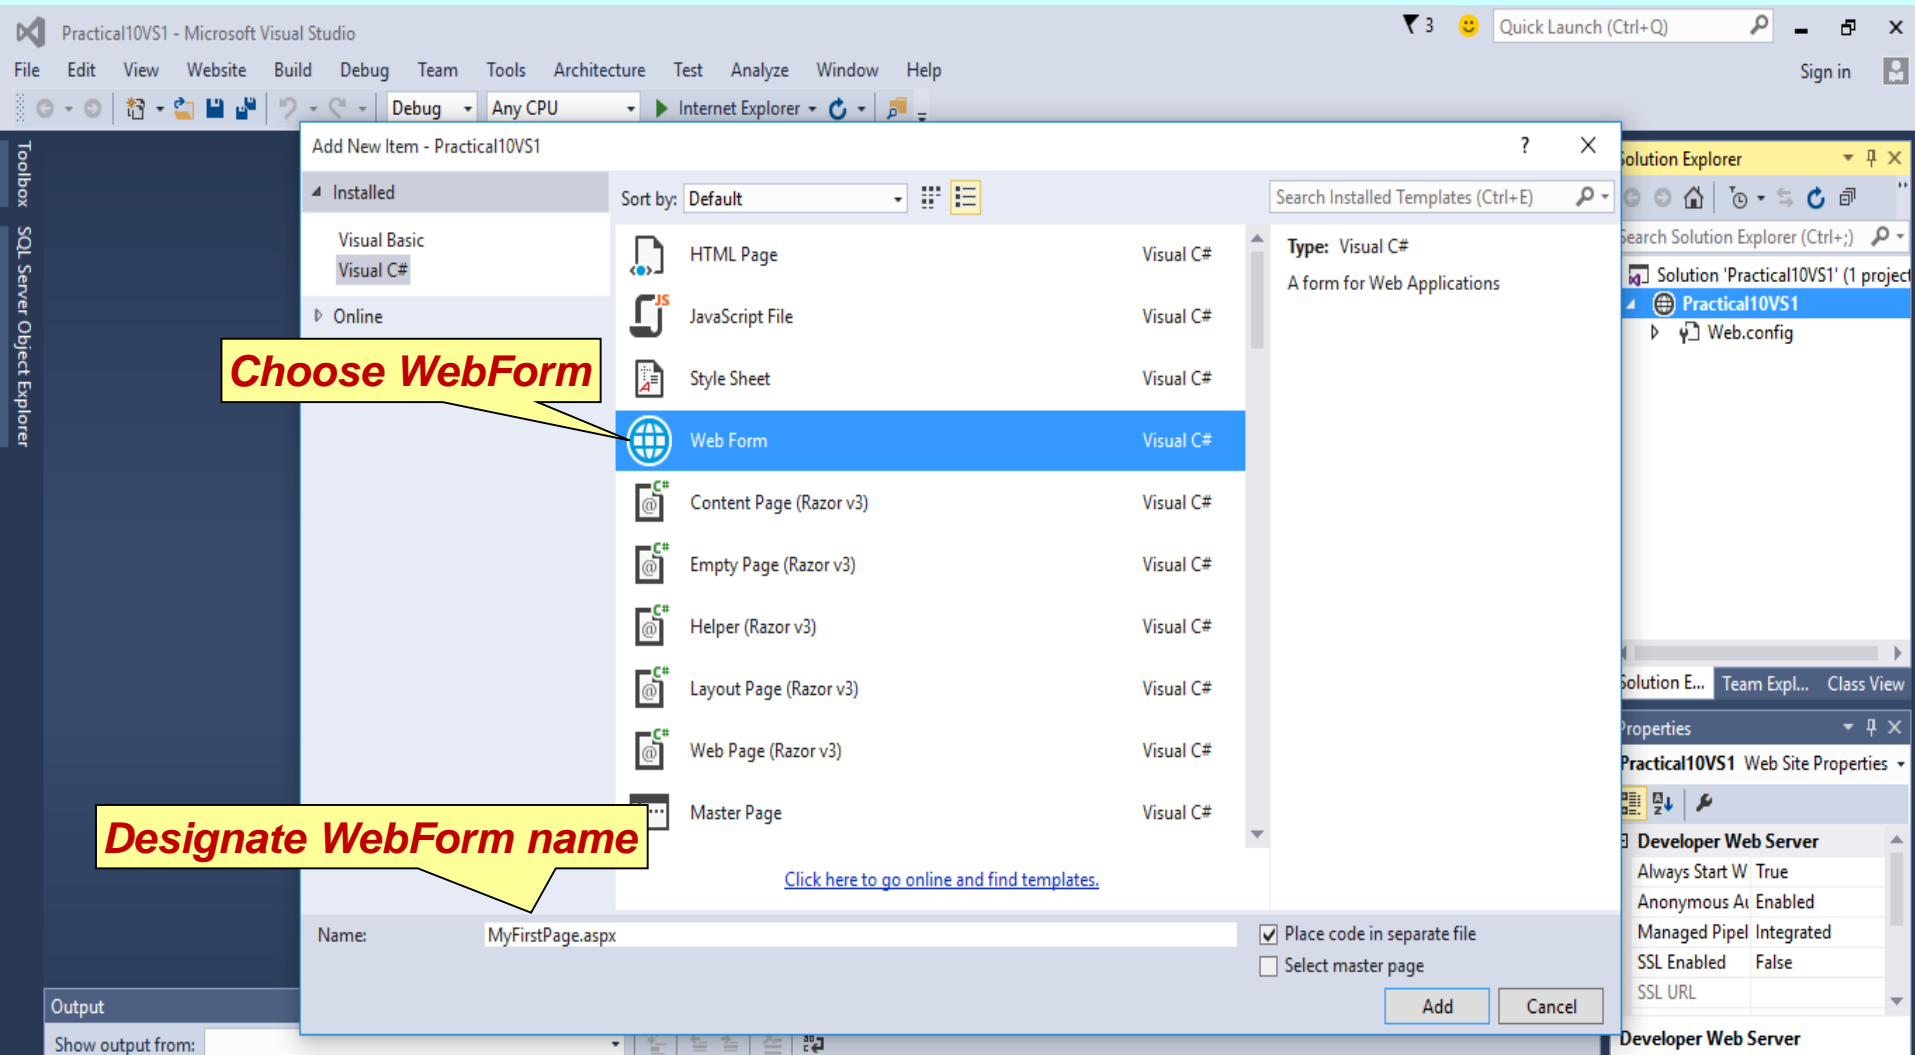 Practical10VS1 - Microsoft Visual Studio
3
Quick Launch (Ctrl+Q)
File Edit View Website Build Debug Team Tools Architecture Test Analyze Window Help
Sign in
Debug Any CPU Internet Explorer
Toolbox
SQL Server Object Explorer
Add New Item - Practical10VS1
?
Installed
Visual Basic
Visual C#
Online
Sort by: Default
Search Installed Templates (Ctrl+E)
HTML Page Visual C#
JavaScript File Visual C#
Style Sheet Visual C#
Web Form Visual C#
Content Page (Razor v3) Visual C#
Empty Page (Razor v3) Visual C#
Helper (Razor v3) Visual C#
Layout Page (Razor v3) Visual C#
Web Page (Razor v3) Visual C#
Master Page Visual C#
Click here to go online and find templates.
Type: Visual C#
A form for Web Applications
Choose WebForm
Designate WebForm name
Name: MyFirstPage.aspx
Place code in separate file
Select master page
Add Cancel
olution Explorer
earch Solution Explorer (Ctrl+;)
Solution 'Practical10VS1' (1 project
Practical10VS1
Web.config
olution E... Team Expl... Class View
roperties
Practical10VS1 Web Site Properties
Developer Web Server
Always Start W True
Anonymous Au Enabled
Managed Pipel Integrated
SSL Enabled False
SSL URL
Developer Web Server
Output
Show output from: